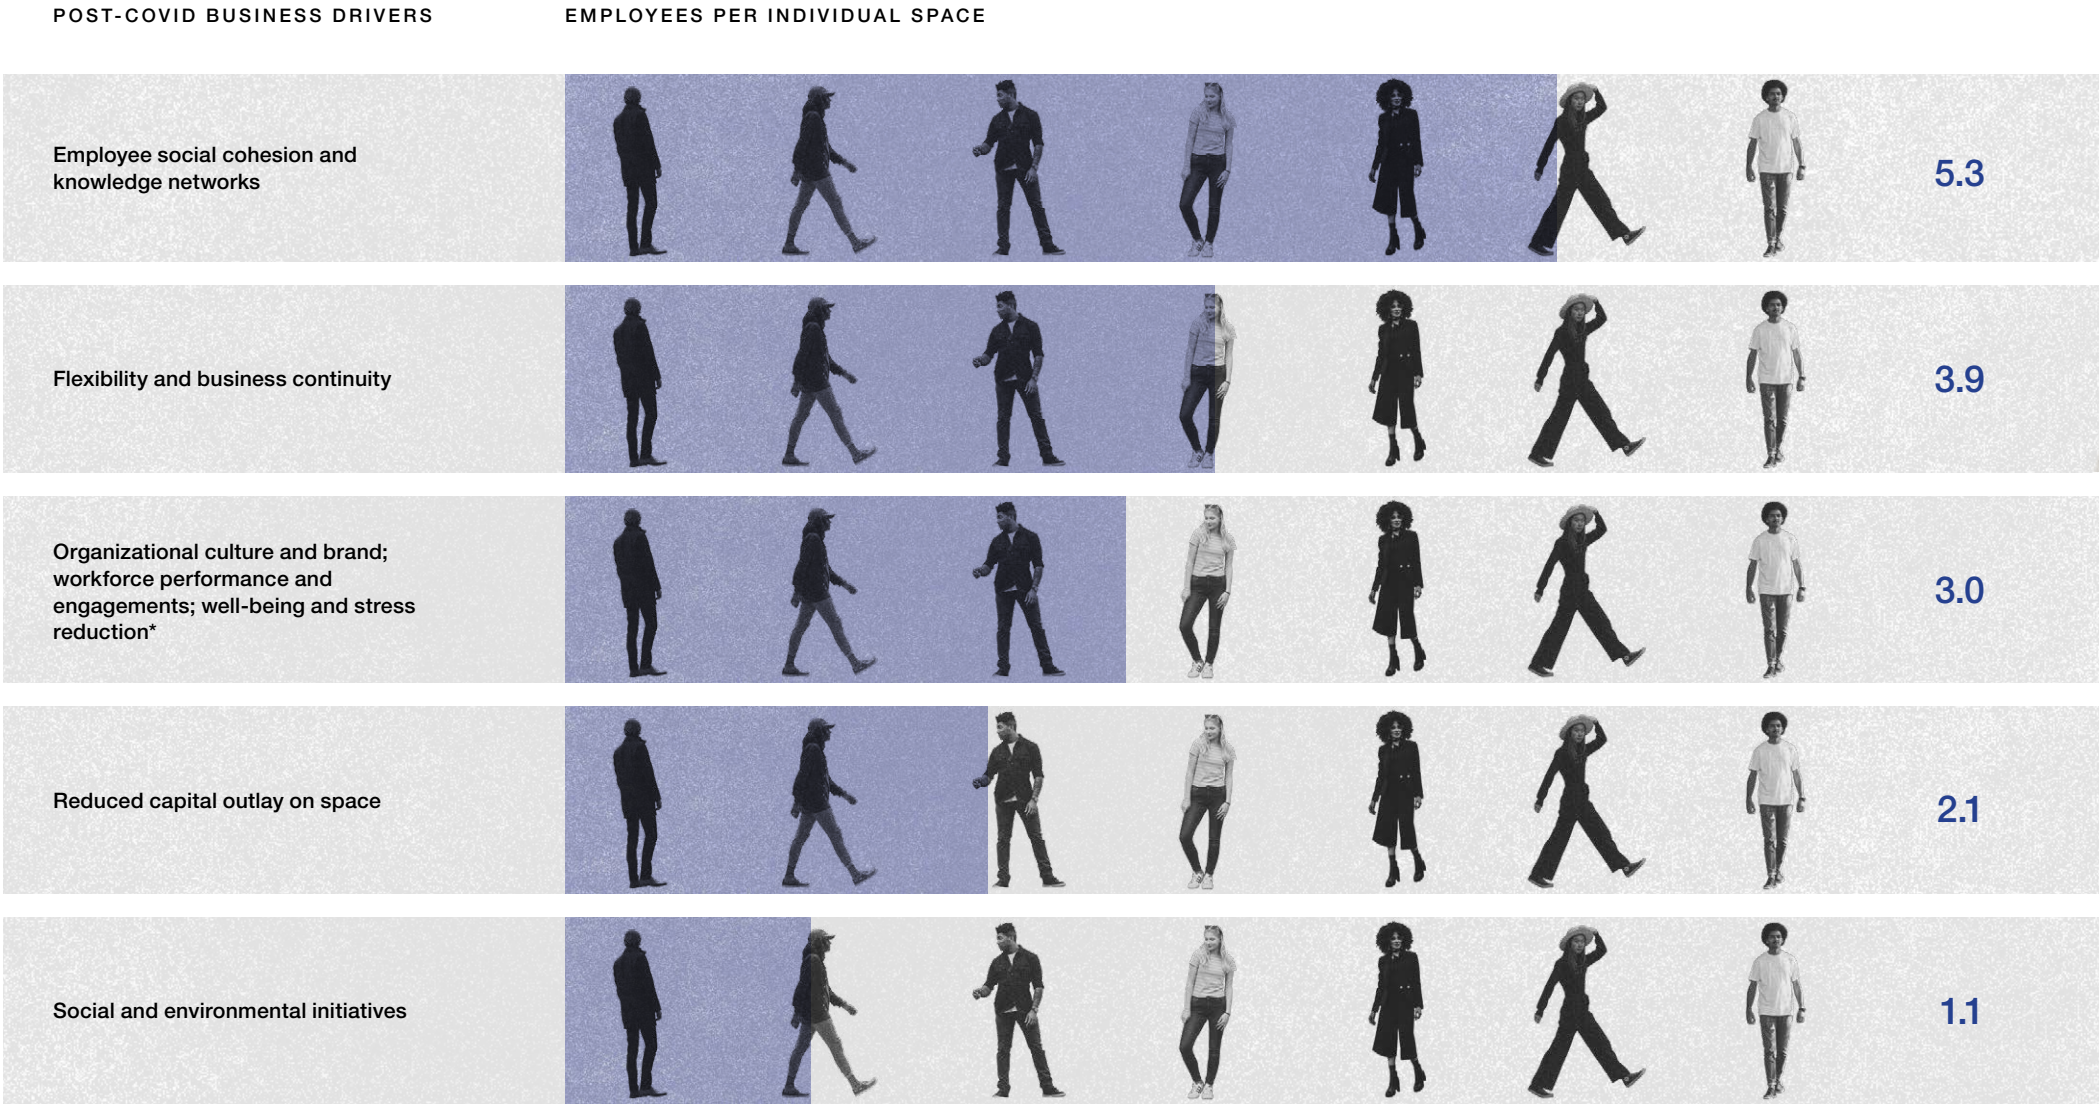 POST-COVID BUSINESS DRIVERS
EMPLOYEES PER INDIVIDUAL SPACE
Employee social cohesion and
knowledge networks
5.3
Flexibility and business continuity
3.9
Organizational culture and brand;
workforce performance and
engagements; well-being and stress
reduction*
3.0
Reduced capital outlay on space
2.1
Social and environmental initiatives
1.1